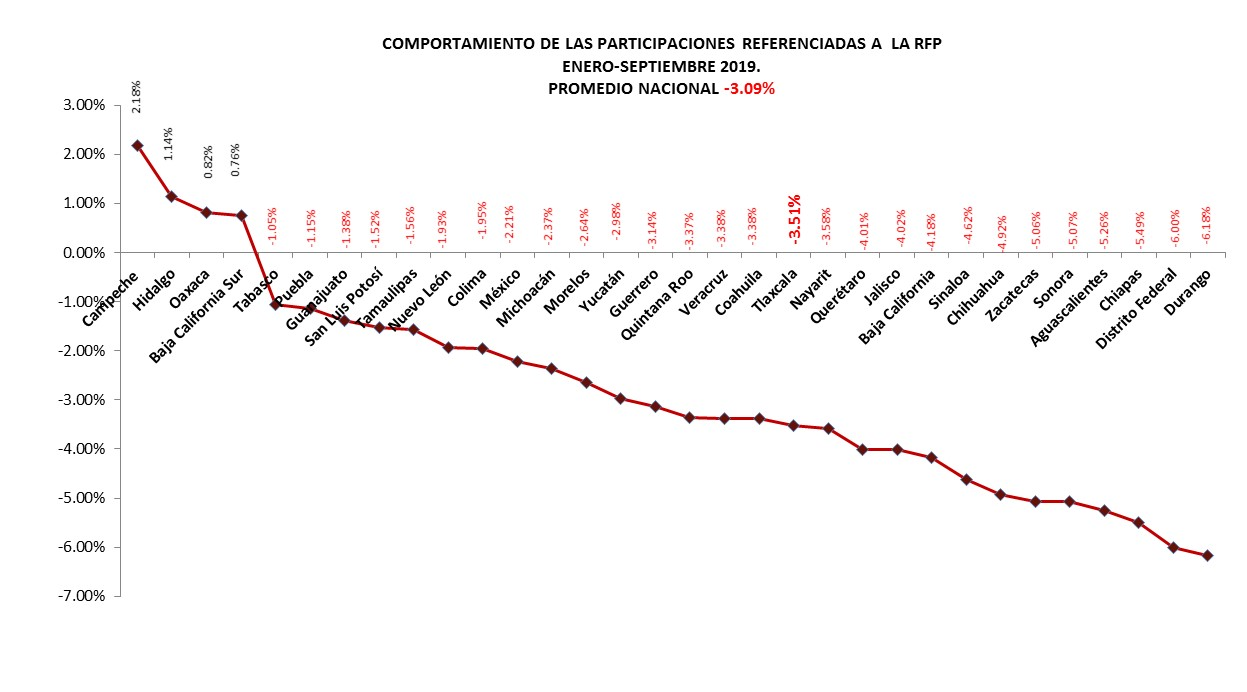 COMPORTAMIENTO DE LAS PARTICIPACIONES REFERENCIADAS A LA RFP
ENERO-SEPTIEMBRE 2019.
PROMEDIO NACIONAL -3.09%
3.00%
2.00%
1.00%
0.00%
-1.00%
-2.00%
-3.00%
-4.00%
-5.00%
-6.00%
-7.00%
2.18%
1.14%
0.82%
0.76%
-1.05%
-1.15%
-1.38%
-1.52%
-1.56%
-1.93%
-1.95%
-2.21%
-2.37%
-2.64%
-2.98%
-3.14%
-3.37%
-3.38%
-3.38%
-3.51%
-3.58%
-4.01%
-4.02%
-4.18%
-4.62%
-4.92%
-5.06%
-5.07%
-5.26%
-5.49%
-6.00%
-6.18%
Campeche
Hidalgo
Oaxaca
Baja California Sur
Tabasco
Puebla
Guanajuato
San Luis Potosí
Tamaulipas
Nuevo León
Colima
México
Michoacán
Morelos
Yucatán
Guerrero
Quintana Roo
Veracruz
Coahuila
Tlaxcala
Nayarit
Querétaro
Jalisco
Baja California
Sinaloa
Chihuahua
Zacatecas
Sonora
Aguascalientes
Chiapas
Distrito Federal
Durango